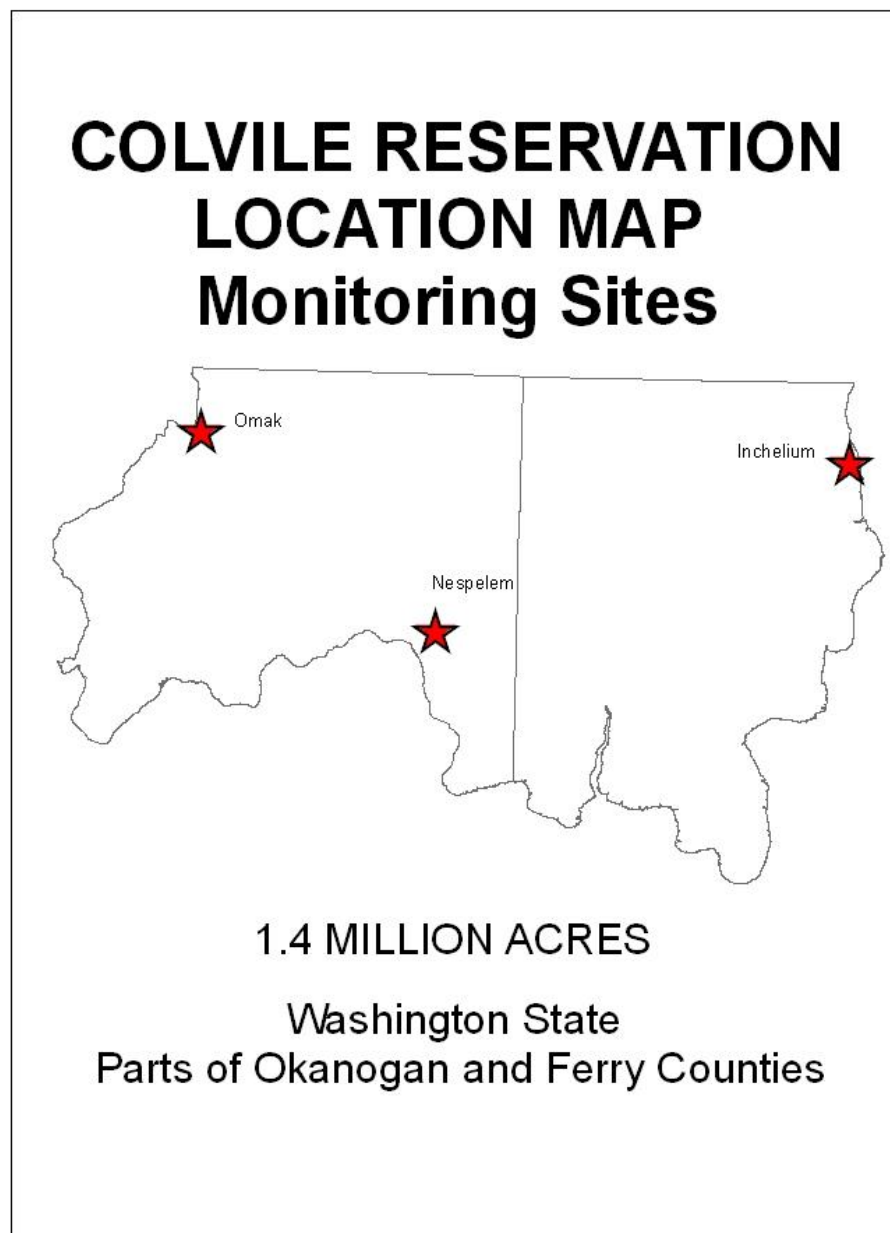 COLVILE RESERVATION
LOCATION MAP
Monitoring Sites
Omak
Inchelium
Nespelem
1.4 MILLION ACRES
Washington State
Parts of Okanogan and Ferry Counties